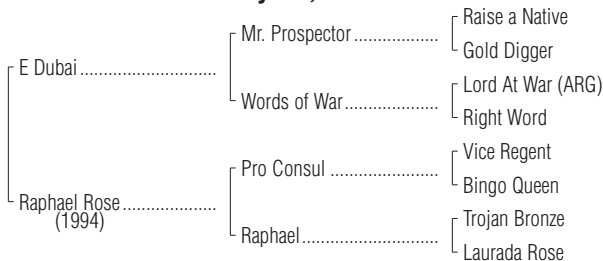 Raise a Native
Mr. Prospector ..................
Gold Digger
E Dubai .............................
Lord At War (ARG)
Words of War....................
Right Word
Vice Regent
Pro Consul .......................
Bingo Queen
Raphael Rose ....................
(1994)
Trojan Bronze
Raphael.............................
Laurada Rose